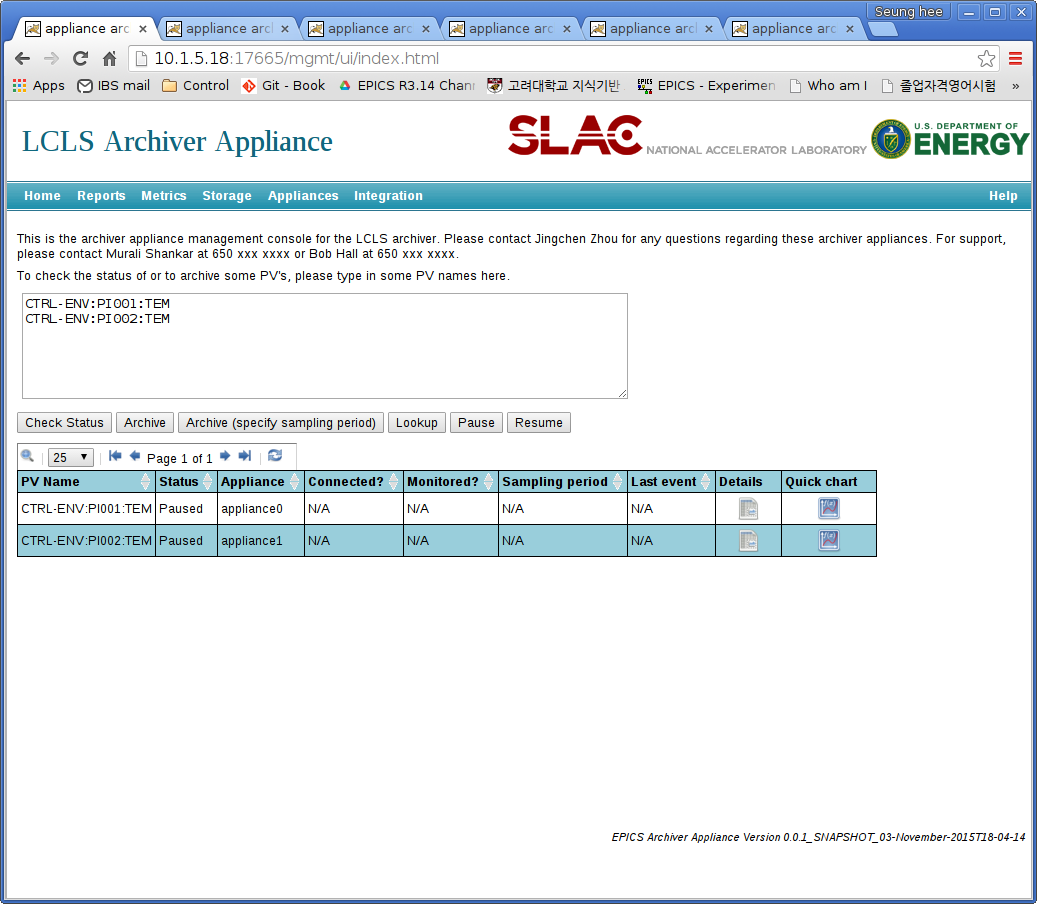 Seung hee
appliance arc appliance arc appliance arc appliance arc appliance arc appliance arc
10.1.5.18:17665/mgmt/ui/index.html
Apps IBS mail Control Git - Book EPICS R3.14 Chan 고려대학교 지식기반 EPICS EPICS - Experimen Who am I 졸업자격영어시험 »
LCLS Archiver Appliance
SLAC NATIONAL ACCELERATOR LABORATORY
U.S. DEPARTMENT OF
ENERGY
Home Reports Metrics Storage Appliances Integration Help
This is the archiver appliance management console for the LCLS archiver. Please contact Jingchen Zhou for any questions regarding these archiver appliances. For support,
please contact Murali Shankar at 650 xxx xxxx or Bob Hall at 650 xxx xxxx.
To check the status of or to archive some PV's, please type in some PV names here.
CTRL-ENV:PI001:TEM
CTRL-ENV:PI002:TEM
Check Status Archive Archive (specify sampling period) Lookup Pause Resume
25 Page 1 of 1
PV Name Status Appliance Connected? Monitored? Sampling period Last event Details Quick chart
CTRL-ENV:PI001:TEM Paused appliance0 N/A N/A N/A N/A
CTRL-ENV:PI002:TEM Paused appliance1 N/A N/A N/A N/A
EPICS Archiver Appliance Version 0.0.1_SNAPSHOT_03-November-2015T18-04-14